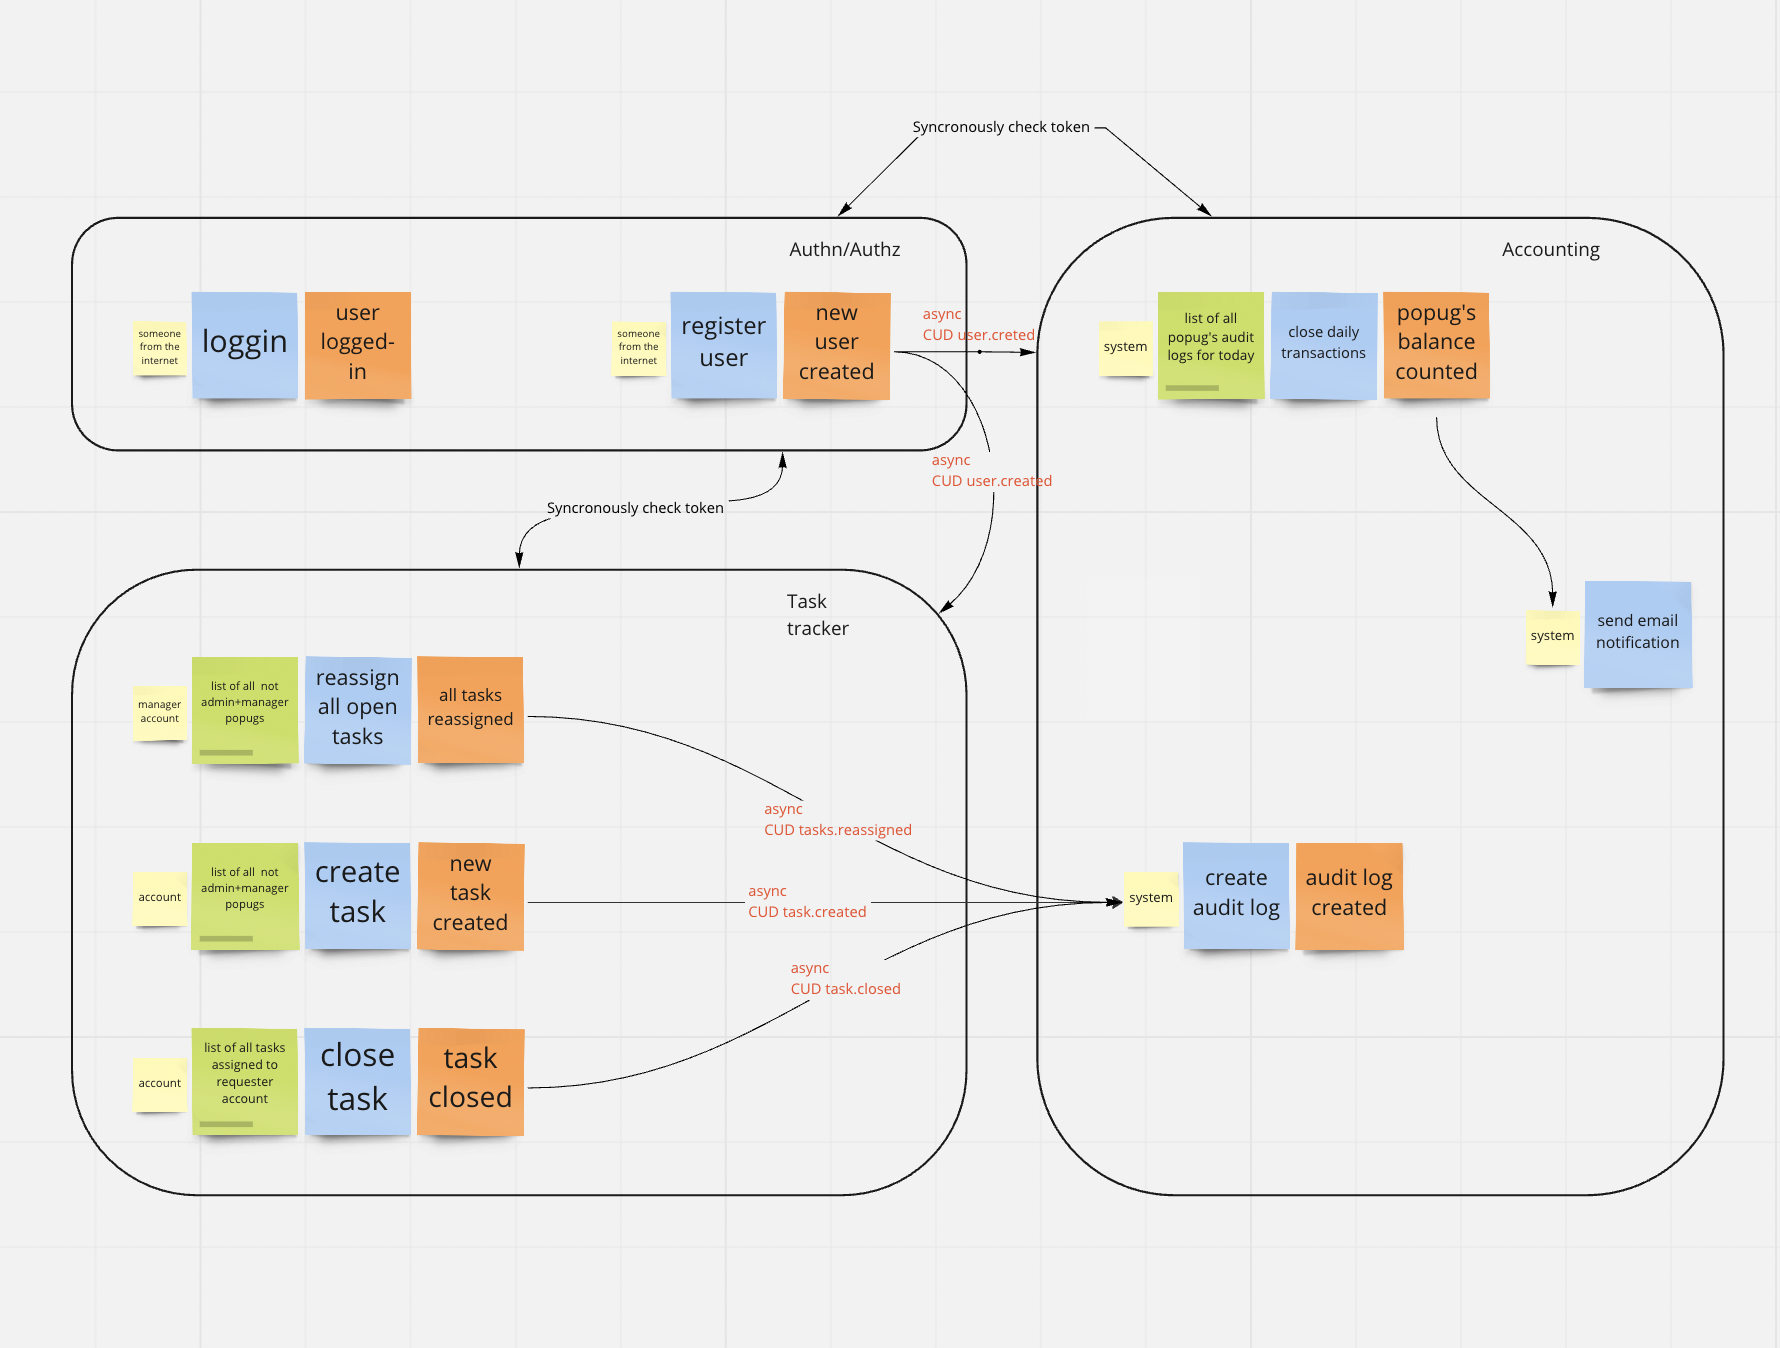 Syncronously check token
Authn/Authz
someone
from the
internet
loggin
user
logged-
in
someone
from the
internet
register
user
new
user
created
async
CUD user.creted
async
CUD user.created
Accounting
system
list of all
popug's audit
logs for today
close daily
transactions
popug's
balance
counted
system
send email
notification
Syncronously check token
Task
tracker
manager
account
list of all not
admin+manager
popugs
reassign
all open
tasks
all tasks
reassigned
async
CUD tasks.reassigned
account
list of all not
admin+manager
popugs
create
task
new
task
created
async
CUD task.created
system
create
audit log
audit log
created
account
list of all tasks
assigned to
requester
account
close
task
task
closed
async
CUD task.closed